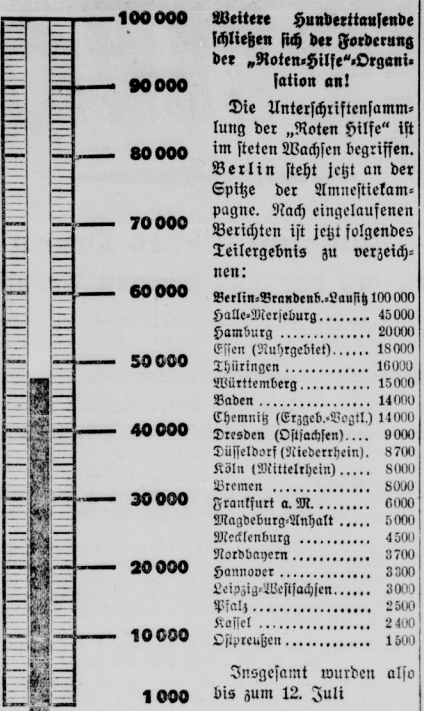 100 000
90 000
80 000
70 000
60 000
50 000
40 000
30 000
20 000
10 000
1 000
Weitere Hunderttausende
schließen sich der Forderung
der „Roten-Hilfe“-Organi-
sation an!
Die Unterschriftensamm-
lung der „Roten Hilfe“ ist
im steten Wachsen begriffen.
Berlin steht jetzt an der
Spitze der Amnestiekam-
pagne. Nach eingelaufenen
Berichten ist jetzt folgendes
Teilergebnis zu verzeich-
nen:
Berlin-Brandenb.-Lausitz 100 000
Halle-Merseburg ........ 45 000
Hamburg ............. 20 000
Essen (Ruhrgebiet)...... 18 000
Thüringen ............. 16 000
Württemberg ........... 15 000
Baden ................ 14 000
Chemnitz (Erzgeb.-Vogtl.) 14 000
Dresden (Ostsachsen).... 9 000
Düsseldorf (Niederrhein). 8 700
Köln (Mittelrhein) ..... 8 000
Bremen .............. 8 000
Frankfurt a. M. ........ 6 000
Magdeburg-Anhalt ..... 5 000
Mecklenburg .......... 4 500
Nordbayern ........... 3 700
Hannover ............. 3 300
Leipzig-Westsachsen...... 3 000
Pfalz ................ 2 500
Kassel ............... 2 400
Ostpreußen ........... 1 500
Insgesamt wurden also
bis zum 12. Juli